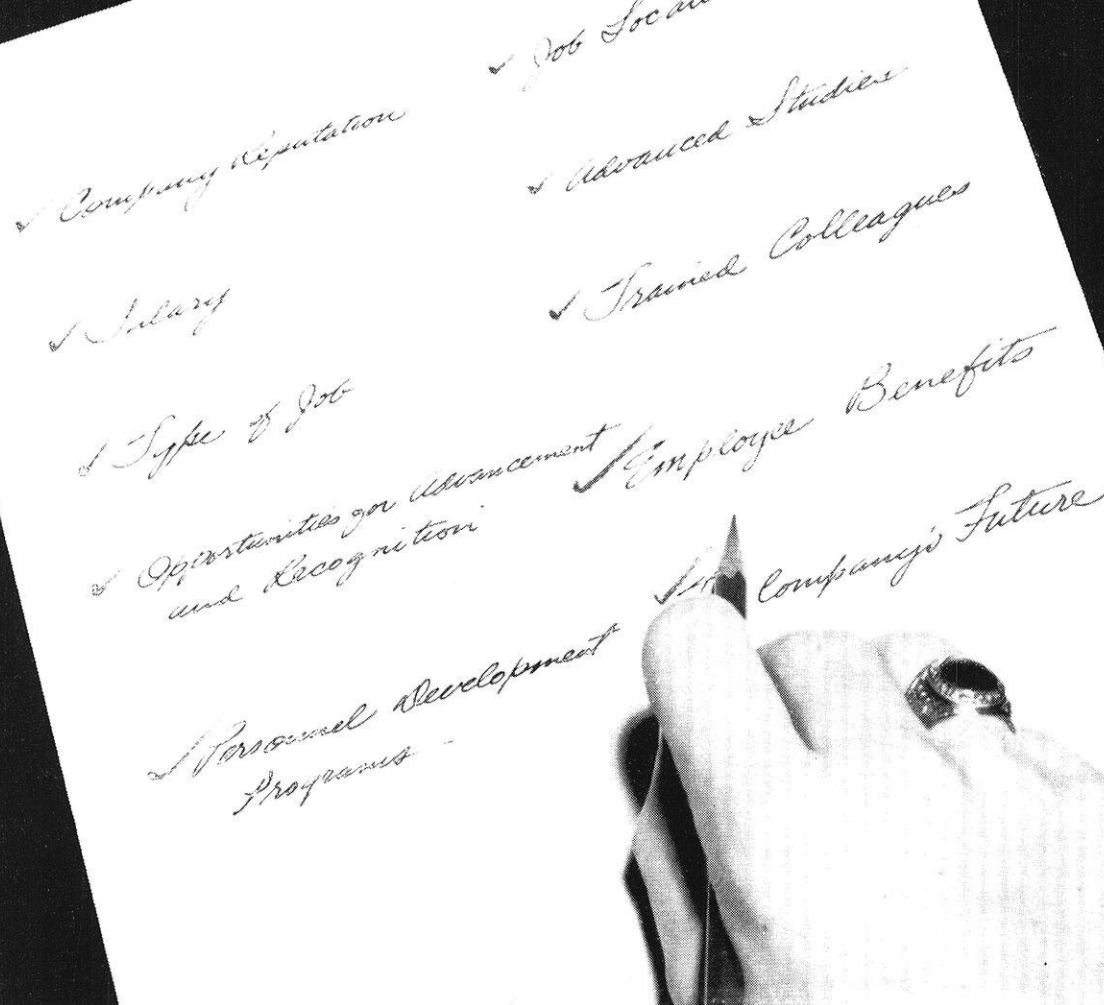 ✓ Company Reputation
✓ Salary
✓ Type of Job
✓ Opportunities for Advancement
and Recognition
✓ Personnel Development
Programs -
✓ Job
✓ Advanced Studies
✓ Trained Colleagues
✓ Employee Benefits
✓ Company's Future